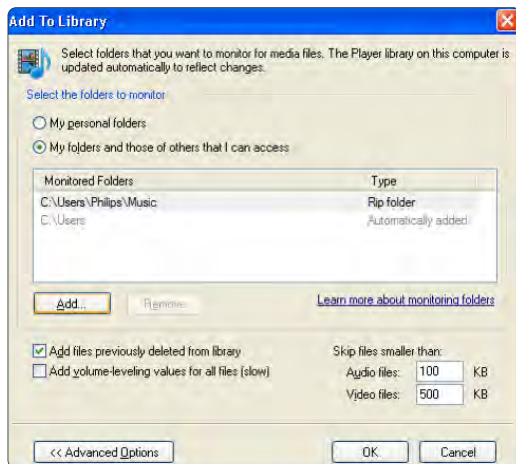 Add To Library
Select folders that you want to monitor for media files. The Player library on this computer is
updated automatically to reflect changes.
Select the folders to monitor
My personal folders
My folders and those of others that I can access
Monitored Folders Type
C:\Users\Philips\Music Rip folder
C:\Users Automatically added
Add... Remove Learn more about monitoring folders
Add files previously deleted from library Skip files smaller than:
Add volume-leveling values for all files (slow) Audio files: 100 KB
Video files: 500 KB
<< Advanced Options OK Cancel